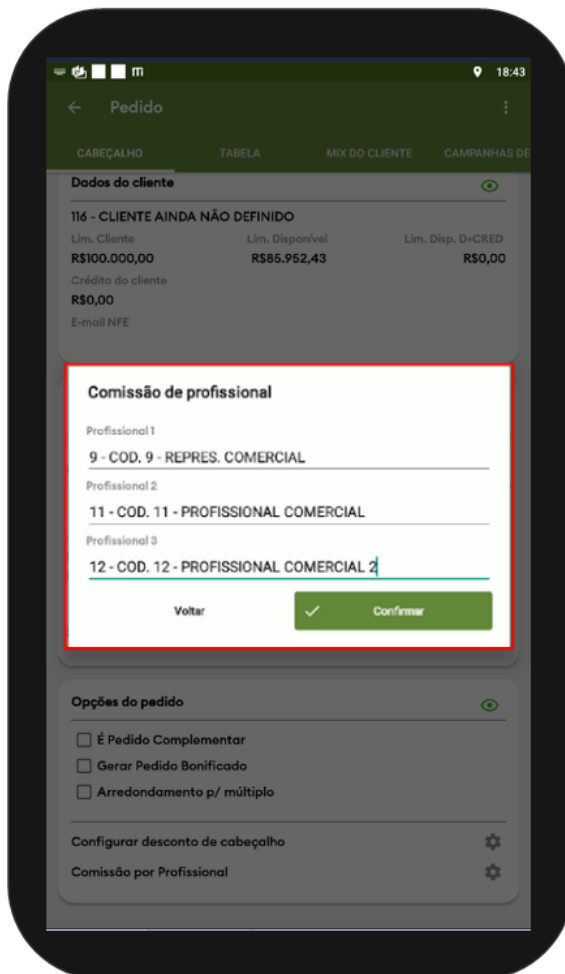 m 18:43
Pedido
CABEÇALHO TABELA MIX DO CLIENTE CAMPANHAS DE
Dados do cliente
116 - CLIENTE AINDA NÃO DEFINIDO
Lim. Cliente Lim. Disponível Lim. Disp. D+CRED
R$100.000,00 R$85.952,43 R$0,00
Crédito do cliente
R$0,00
E-mail NFE
Comissão de profissional
Profissional 1
9 - COD. 9 - REPRES. COMERCIAL
Profissional 2
11 - COD. 11 - PROFISSIONAL COMERCIAL
Profissional 3
12 - COD. 12 - PROFISSIONAL COMERCIAL 2
Voltar Confirmar
Opções do pedido
É Pedido Complementar
Gerar Pedido Bonificado
Arredondamento p/ múltiplo
Configurar desconto de cabeçalho
Comissão por Profissional